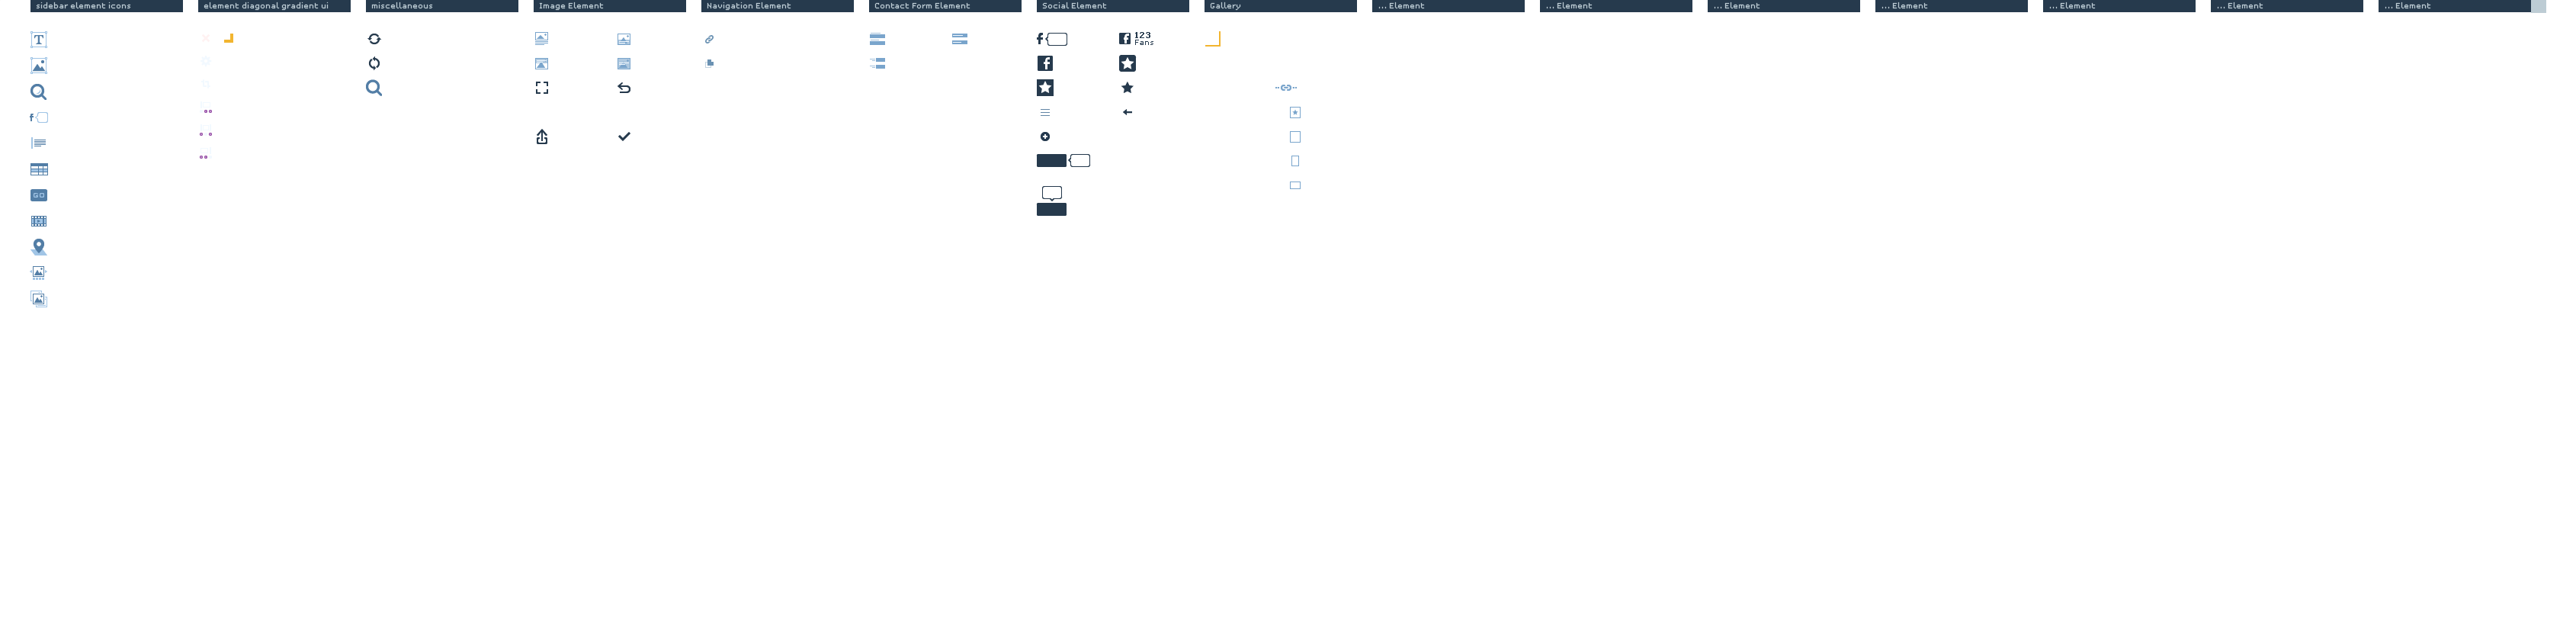 sidebar element icons
element diagonal gradient ui
miscellaneous
Image Element
Navigation Element
Contact Form Element
Social Element
Gallery
... Element
... Element
... Element
... Element
... Element
... Element
... Element
T
f
GO
f
f 123
Fans
f